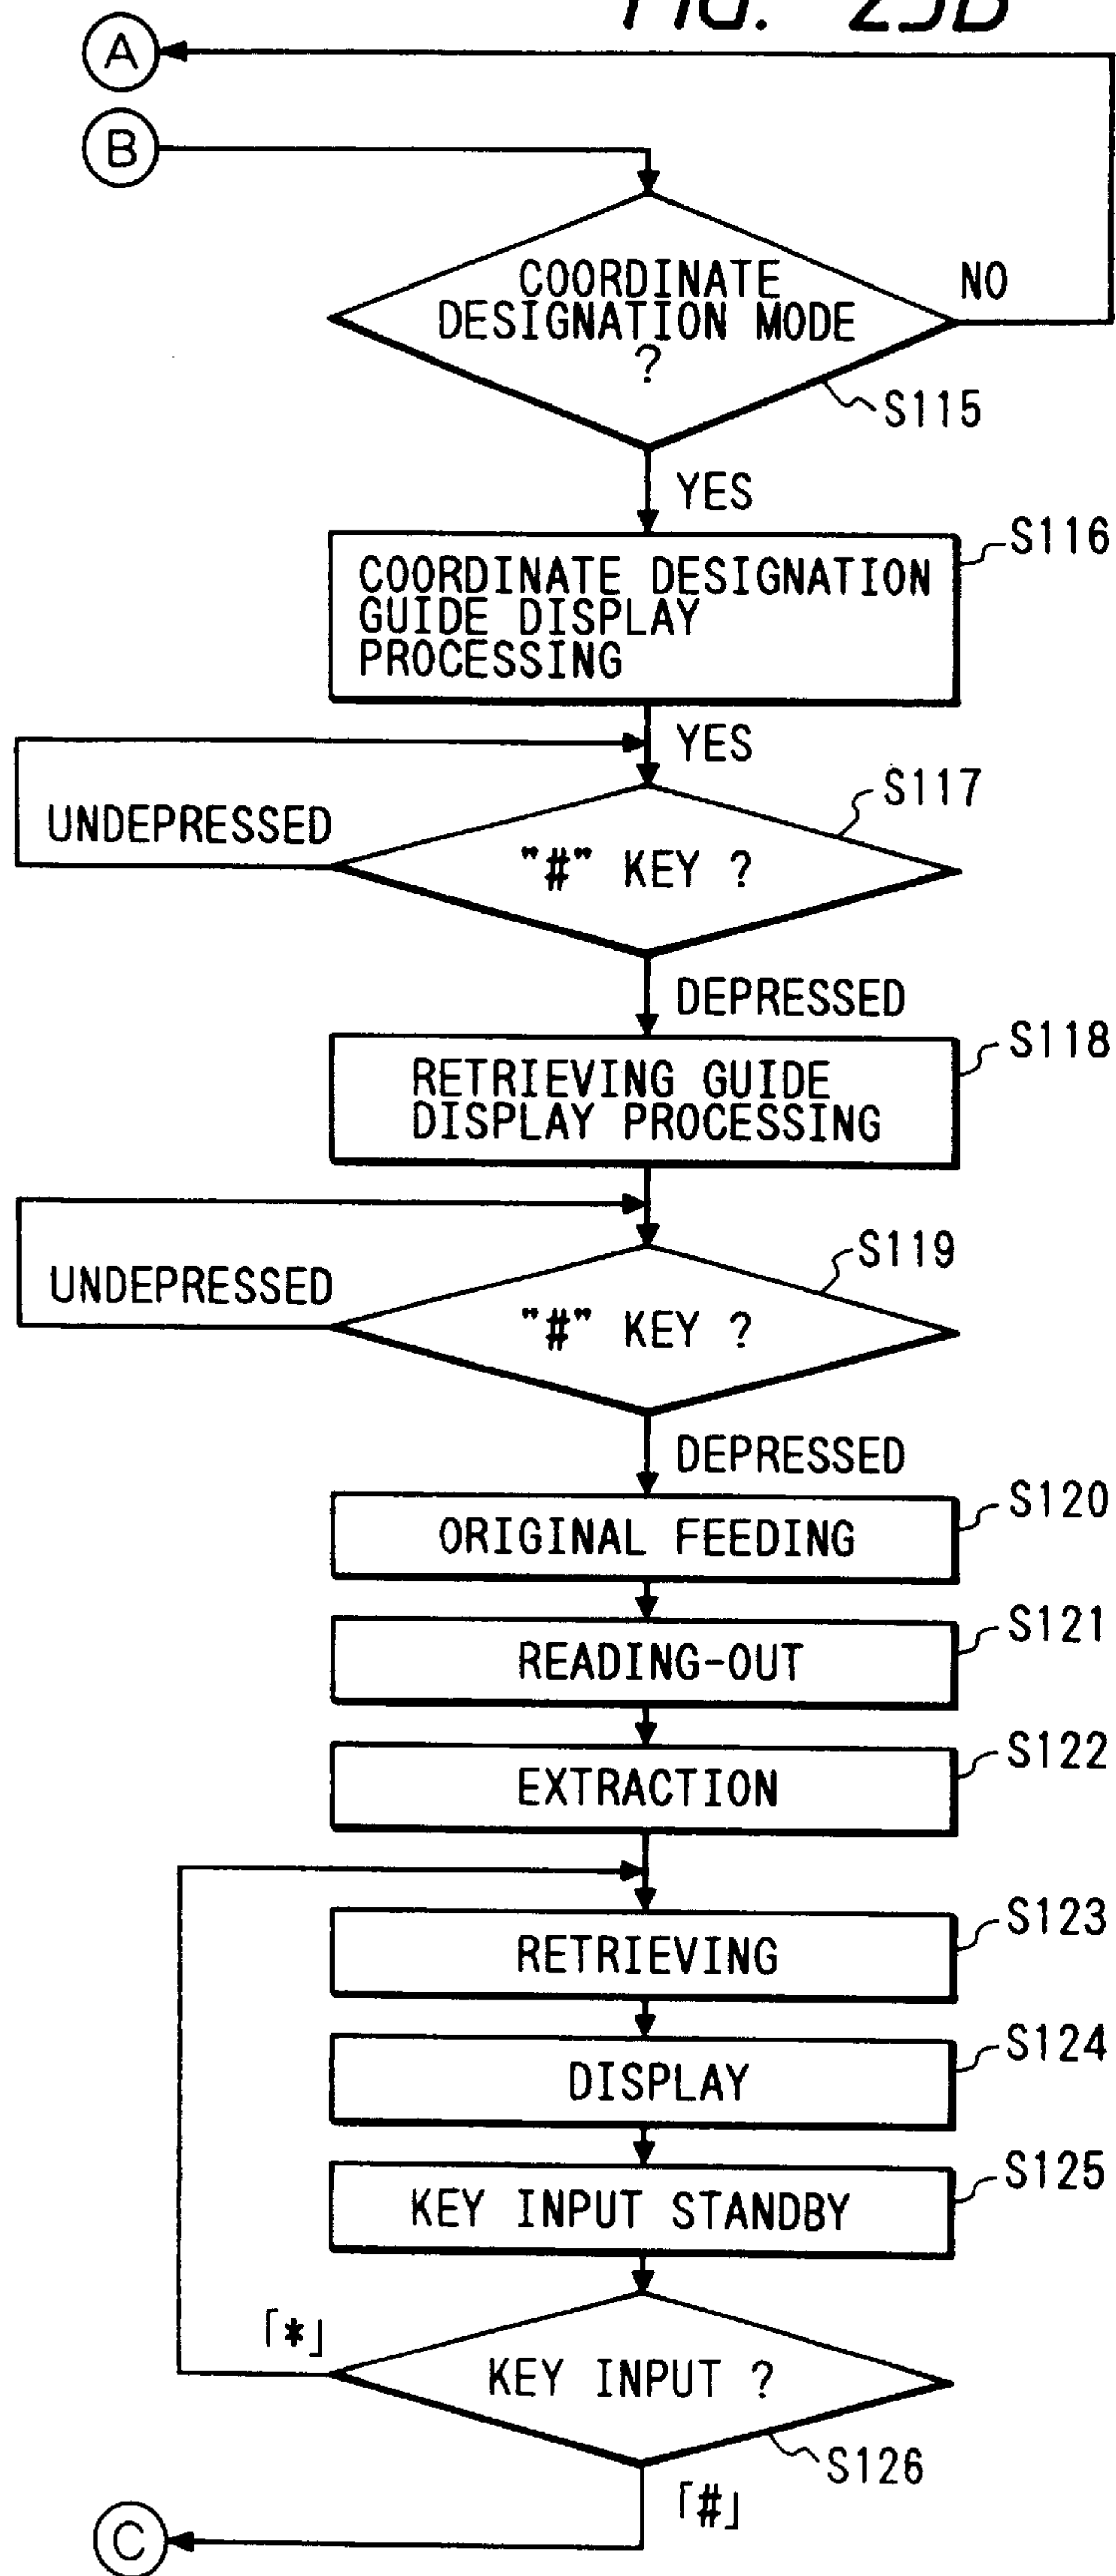 FIG. 25B
A
B
COORDINATE
DESIGNATION MODE
?
NO
S115
YES
S116
COORDINATE DESIGNATION
GUIDE DISPLAY
PROCESSING
YES
S117
UNDEPRESSED
"#" KEY ?
DEPRESSED
S118
RETRIEVING GUIDE
DISPLAY PROCESSING
S119
UNDEPRESSED
"#" KEY ?
DEPRESSED
S120
ORIGINAL FEEDING
S121
READING-OUT
S122
EXTRACTION
S123
RETRIEVING
S124
DISPLAY
S125
KEY INPUT STANDBY
「*」
KEY INPUT ?
S126
「#」
C